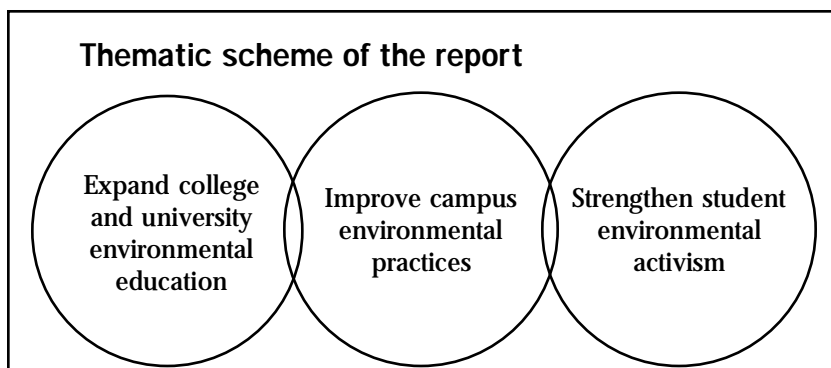 Thematic scheme of the report
Expand college
and university
environmental
education
Improve campus
environmental
practices
Strengthen student
environmental
activism